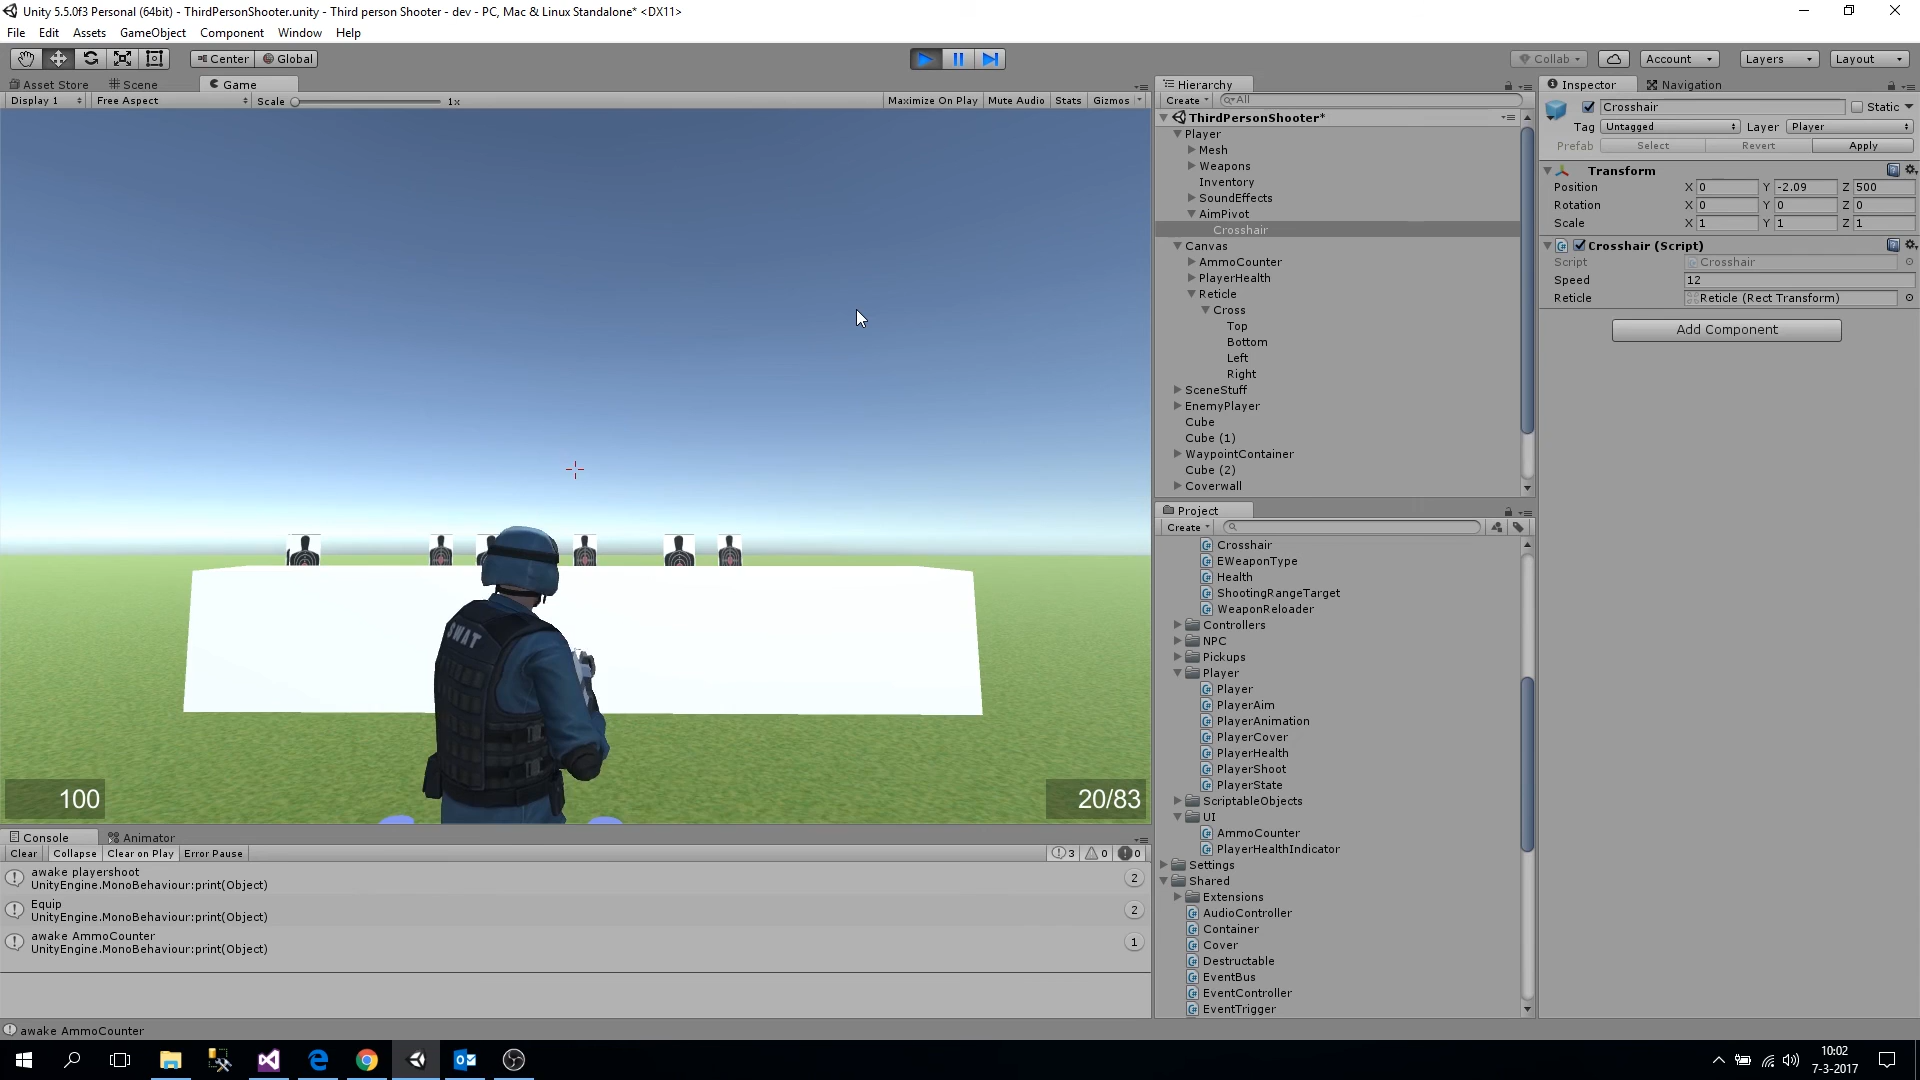 Unity 5.5.0f3 Personal (64bit) - ThirdPersonShooter.unity - Third person Shooter - dev - PC, Mac & Linux Standalone* <DX11>
File Edit Assets GameObject Component Window Help
Center Global Collab Account Layers Layout
Asset Store Scene Game
Display 1 Free Aspect Scale 1x Maximize On Play Mute Audio Stats Gizmos
SWAT
100
20/83
Console Animator
Clear Collapse Clear on Play Error Pause 3 0 0
awake playershoot
UnityEngine.MonoBehaviour:print(Object)
2
Equip
UnityEngine.MonoBehaviour:print(Object)
2
awake AmmoCounter
UnityEngine.MonoBehaviour:print(Object)
1
awake AmmoCounter
Hierarchy
Create All
ThirdPersonShooter*
Player
Mesh
Weapons
Inventory
SoundEffects
AimPivot
Crosshair
Canvas
AmmoCounter
PlayerHealth
Reticle
Cross
Top
Bottom
Left
Right
SceneStuff
EnemyPlayer
Cube
Cube (1)
WaypointContainer
Cube (2)
Coverwall
Project
Create
Crosshair
EWeaponType
Health
ShootingRangeTarget
WeaponReloader
Controllers
NPC
Pickups
Player
Player
PlayerAim
PlayerAnimation
PlayerCover
PlayerHealth
PlayerShoot
PlayerState
ScriptableObjects
UI
AmmoCounter
PlayerHealthIndicator
Settings
Shared
Extensions
AudioController
Container
Cover
Destructable
EventBus
EventController
EventTrigger
Inspector Navigation
Crosshair Static
Tag Untagged Layer Player
Prefab Select Revert Apply
Transform
Position X 0 Y -2.09 Z 500
Rotation X 0 Y 0 Z 0
Scale X 1 Y 1 Z 1
Crosshair (Script)
Script Crosshair
Speed 12
Reticle Reticle (Rect Transform)
Add Component
10:02
7-3-2017